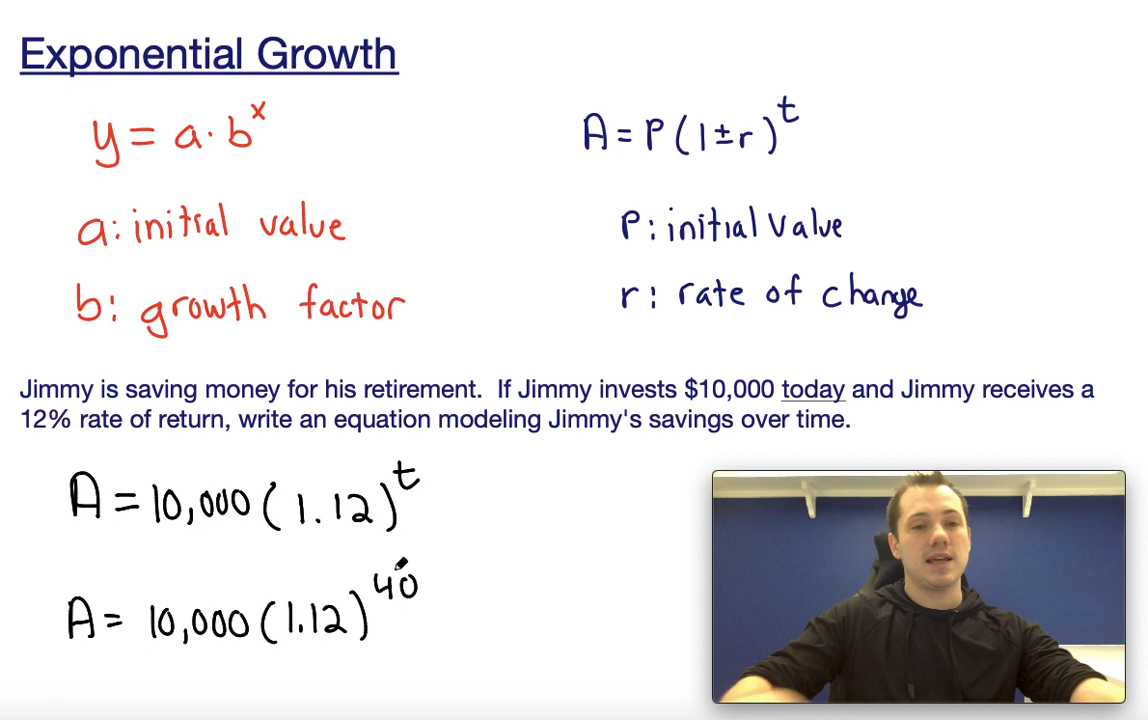 Exponential Growth
y = a · b^x
A = P(1 ± r)^t
a: initial value
P: initial value
b: growth factor
r: rate of change
Jimmy is saving money for his retirement. If Jimmy invests $10,000 today and Jimmy receives a
12% rate of return, write an equation modeling Jimmy's savings over time.
A = 10,000(1.12)^t
A = 10,000(1.12)^40